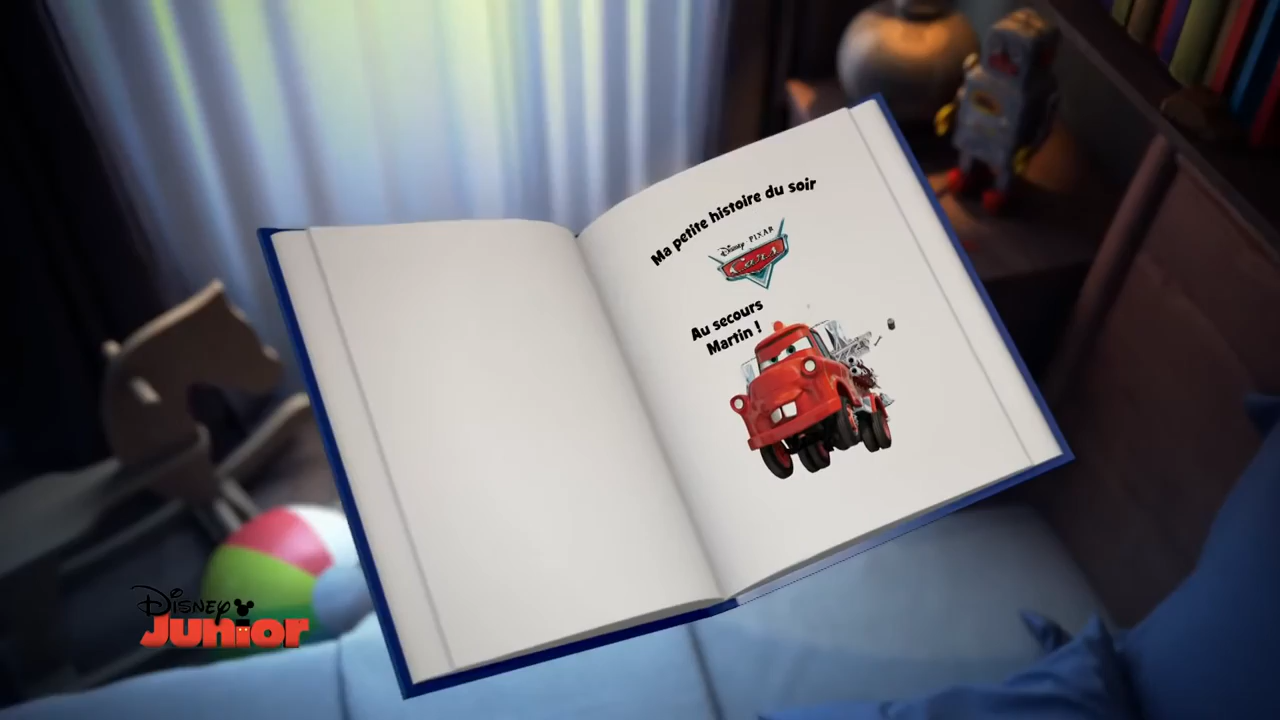 Ma petite histoire du soir
Disney PIXAR
Cars
Au secours
Martin !
Disney
Junior